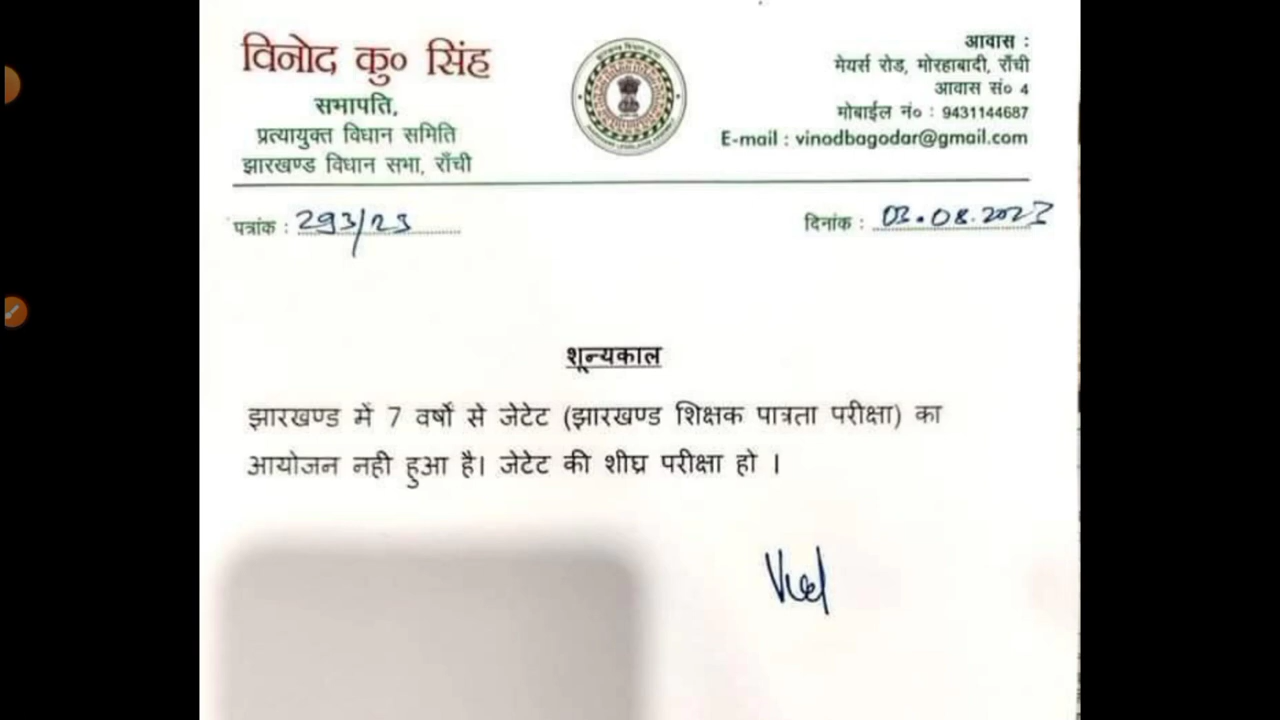 विनोद कु० सिंह
सभापति,
प्रत्यायुक्त विधान समिति
झारखण्ड विधान सभा, राँची
आवास :
मेयर्स रोड, मोरहाबादी, राँची
आवास सं० 4
मोबाईल नं० : 9431144687
E-mail : vinodbagodar@gmail.com
पत्रांक : 293/23
दिनांक : 03.08.2023
शून्यकाल
झारखण्ड में 7 वर्षो से जेटेट (झारखण्ड शिक्षक पात्रता परीक्षा) का
आयोजन नही हुआ है। जेटेट की शीघ्र परीक्षा हो ।